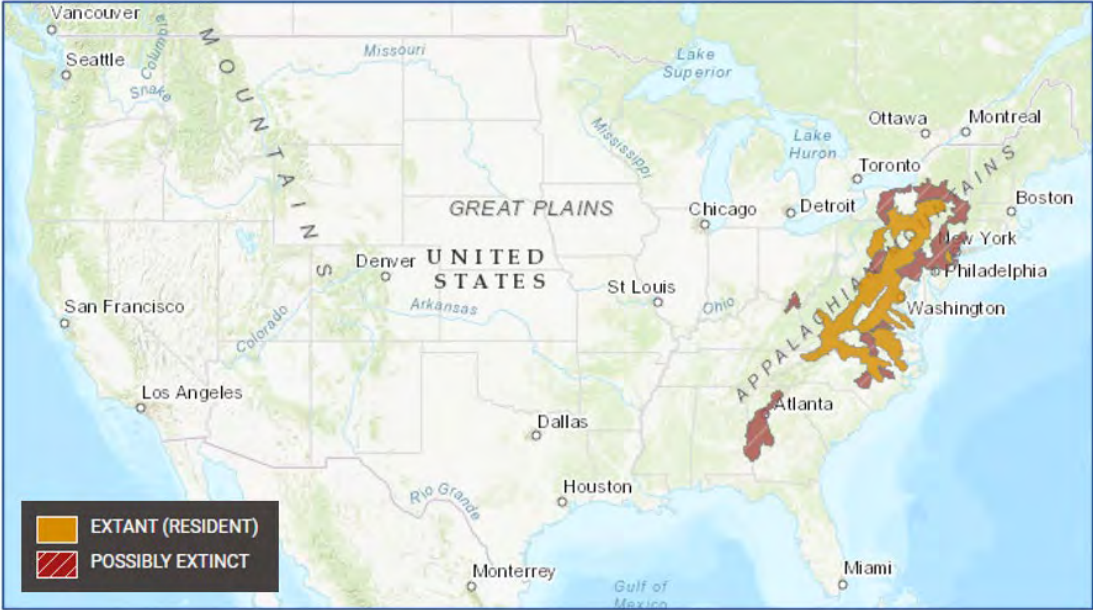 Vancouver
Seattle
Columbia
Snake
MOUNTAINS
Missouri
Lake
Superior
Mississippi
Ottawa
Montreal
Lake
Huron
Toronto
Boston
GREAT PLAINS
Chicago
Detroit
New York
Denver
UNITED
STATES
Philadelphia
St Louis
Ohio
Washington
San Francisco
Colorado
Arkansas
APPALACHIAN
MOUNTAINS
Los Angeles
Atlanta
Dallas
Houston
Rio Grande
EXTANT (RESIDENT)
POSSIBLY EXTINCT
Monterrey
Miami
Gulf of
Mexico